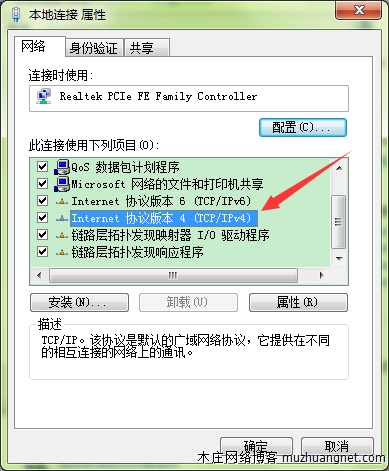 本地连接 属性
网络 身份验证 共享
连接时使用:
Realtek PCIe FE Family Controller
配置(C)...
此连接使用下列项目(O):
QoS 数据包计划程序
Microsoft 网络的文件和打印机共享
Internet 协议版本 6 (TCP/IPv6)
Internet 协议版本 4 (TCP/IPv4)
链路层拓扑发现映射器 I/O 驱动程序
链路层拓扑发现响应程序
安装(N)... 卸载(U) 属性(R)
描述
TCP/IP。该协议是默认的广域网络协议，它提供在不同
的相互连接的网络上的通讯。
确定 取消
木庄网络博客 muzhuangnet.com